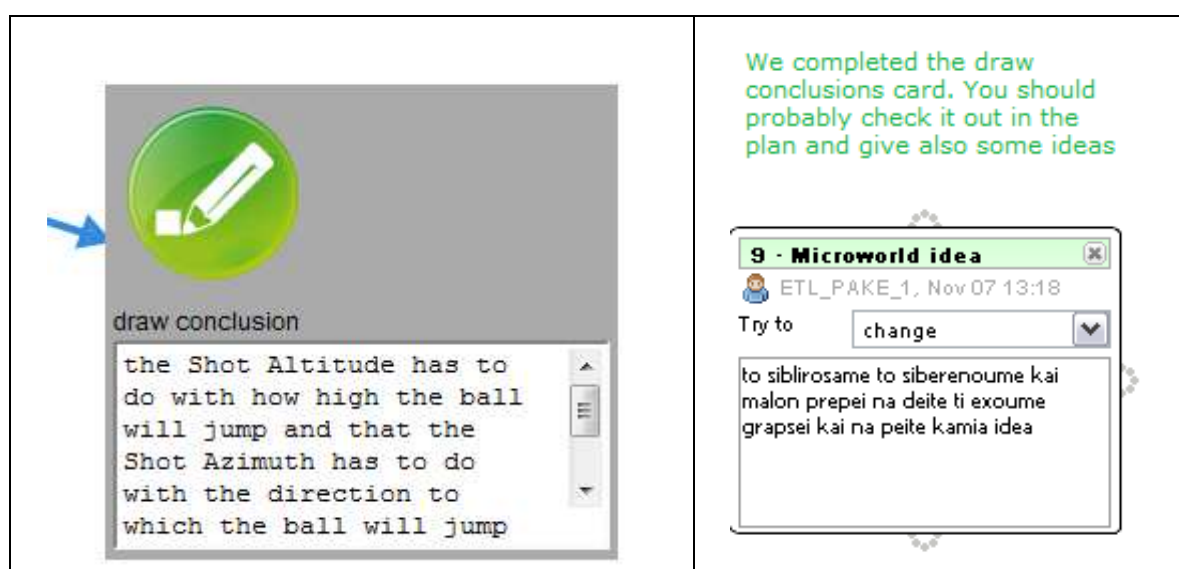 draw conclusion
the Shot Altitude has to
do with how high the ball
will jump and that the
Shot Azimuth has to do
with the direction to
which the ball will jump
We completed the draw
conclusions card. You should
probably check it out in the
plan and give also some ideas
9 - Microworld idea
ETL_PAKE_1, Nov 07 13:18
Try to
change
to siblirosame to siberenoume kai
malon prepei na deite ti exoume
grapsei kai na peite kamia idea